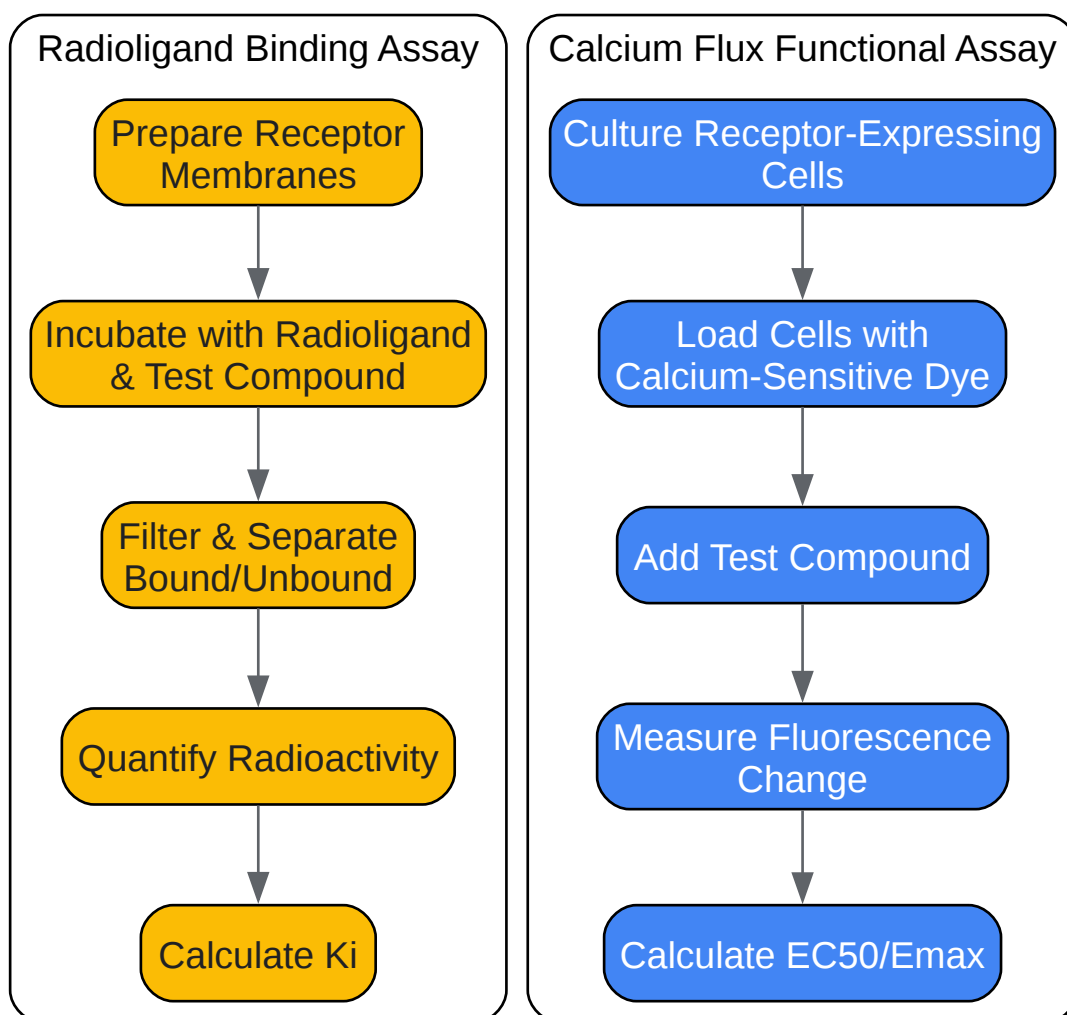 Radioligand Binding Assay
Prepare Receptor
Membranes
Incubate with Radioligand
& Test Compound
Filter & Separate
Bound/Unbound
Quantify Radioactivity
Calculate Ki
Calcium Flux Functional Assay
Culture Receptor-Expressing
Cells
Load Cells with
Calcium-Sensitive Dye
Add Test Compound
Measure Fluorescence
Change
Calculate EC50/Emax